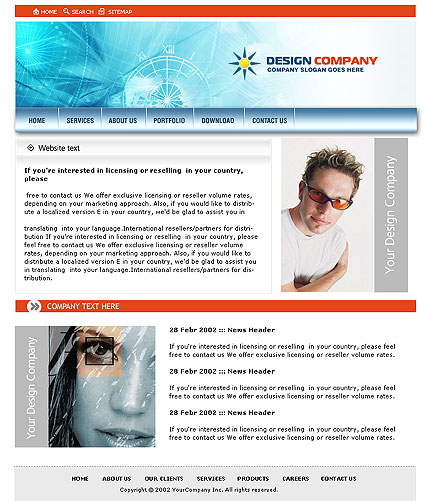 HOME SEARCH SITEMAP
DESIGN COMPANY
COMPANY SLOGAN GOES HERE
HOME SERVICES ABOUT US PORTFOLIO DOWNLOAD CONTACT US
Website text
If you're interested in licensing or reselling in your country,
please
free to contact us We offer exclusive licensing or reseller volume rates,
depending on your marketing approach. Also, if you would like to distrib-
ute a localized version E in your country, we'd be glad to assist you in
translating into your language.International resellers/partners for distri-
bution If you're interested in licensing or reselling in your country, please
feel free to contact us We offer exclusive licensing or reseller volume
rates, depending on your marketing approach. Also, if you would like to
distribute a localized version E in your country, we'd be glad to assist you
in translating into your language.International resellers/partners for dis-
tribution.
Your Design Company
COMPANY TEXT HERE
Your Design Company
28 Febr 2002 ::: News Header
If you're interested in licensing or reselling in your country, please feel
free to contact us We offer exclusive licensing or reseller volume rates.
28 Febr 2002 ::: News Header
If you're interested in licensing or reselling in your country, please feel
free to contact us We offer exclusive licensing or reseller volume rates.
28 Febr 2002 ::: News Header
If you're interested in licensing or reselling in your country, please feel
free to contact us We offer exclusive licensing or reseller volume rates.
HOME ABOUT US OUR CLIENTS SERVICES PRODUCTS CAREERS CONTACT US
Copyright © 2002 YourCompany Inc. All rights reserved.